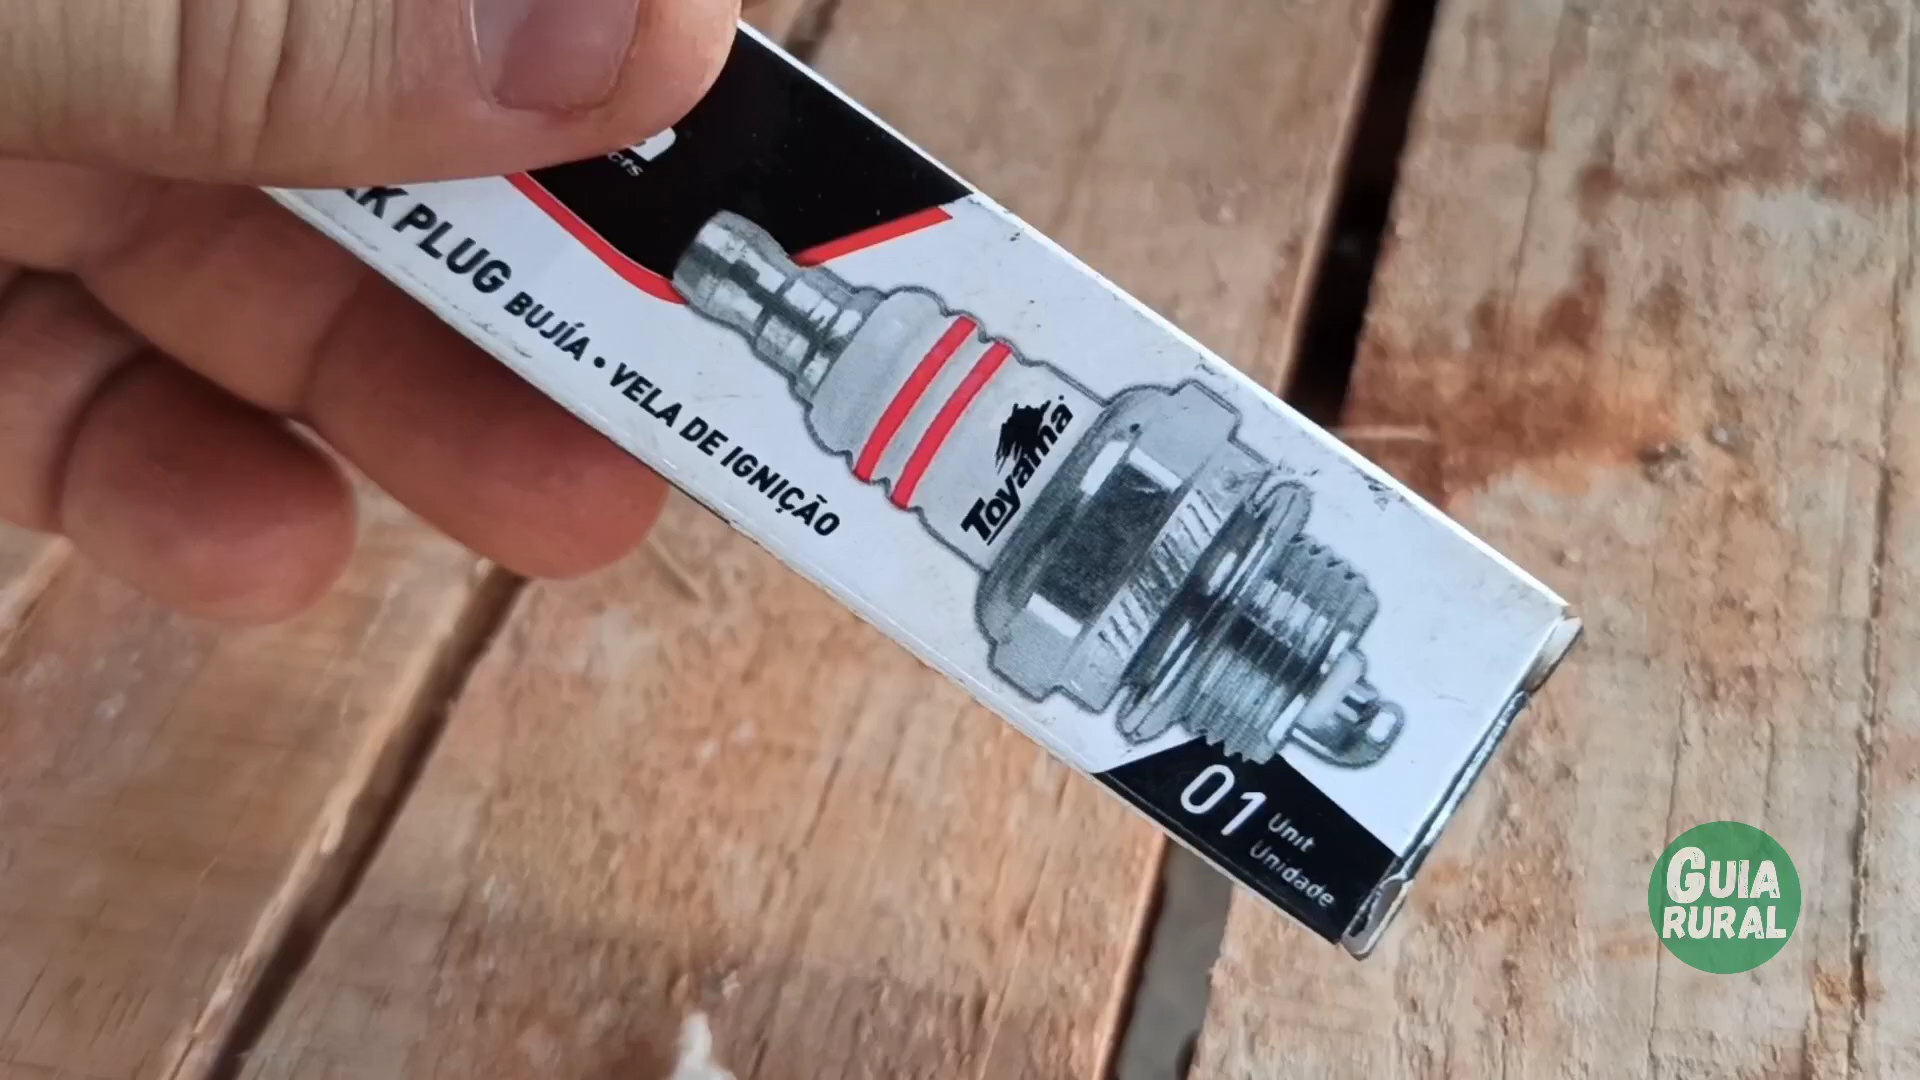 PLUG BUJÍA • VELA DE IGNIÇÃO
Toyama
01 Unit
Unidade
GUIA
RURAL